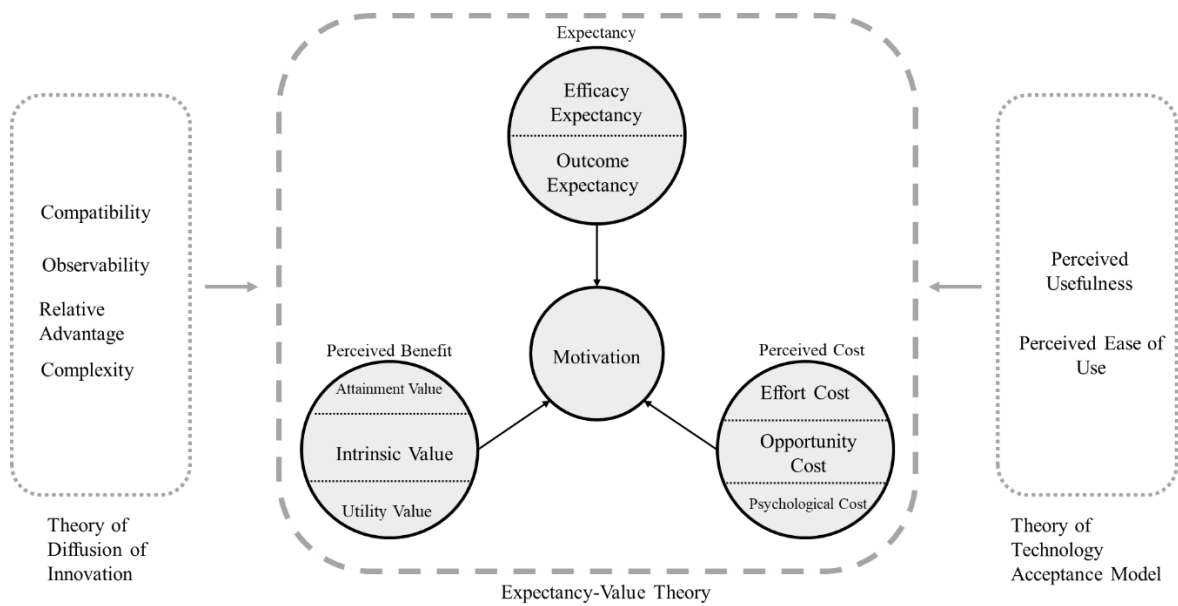 Expectancy
Efficacy
Expectancy
Outcome
Expectancy
Compatibility
Observability
Relative
Advantage
Complexity
Theory of
Diffusion of
Innovation
Motivation
Perceived Benefit
Attainment Value
Intrinsic Value
Utility Value
Perceived Cost
Effort Cost
Opportunity
Cost
Psychological Cost
Expectancy-Value Theory
Perceived
Usefulness
Perceived Ease of
Use
Theory of
Technology
Acceptance Model